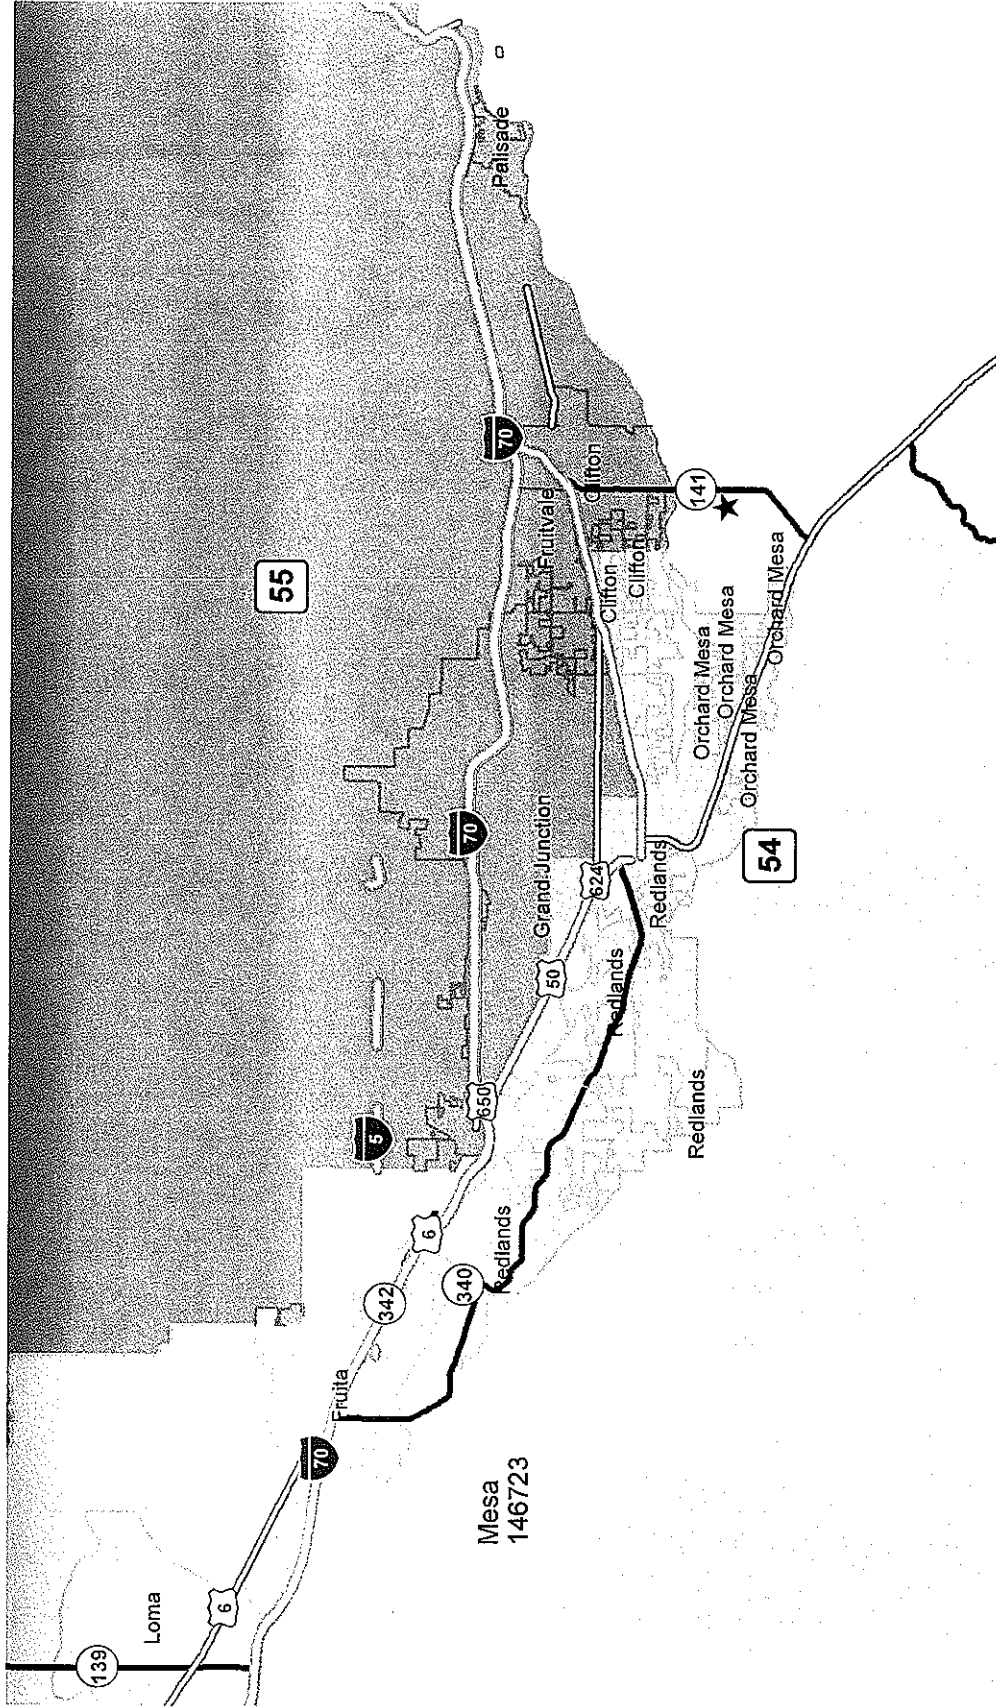 139
Loma
6
55
70
Fruita
5
342
6
340
70
650
Mesa
146723
Redlands
70
Palisade
Grand Junction
Fruitvale
50
624
Clifton
Clifton
Redlands
Clifton
Redlands
Redlands
141
Orchard Mesa
Orchard Mesa
Orchard Mesa
54
Orchard Mesa